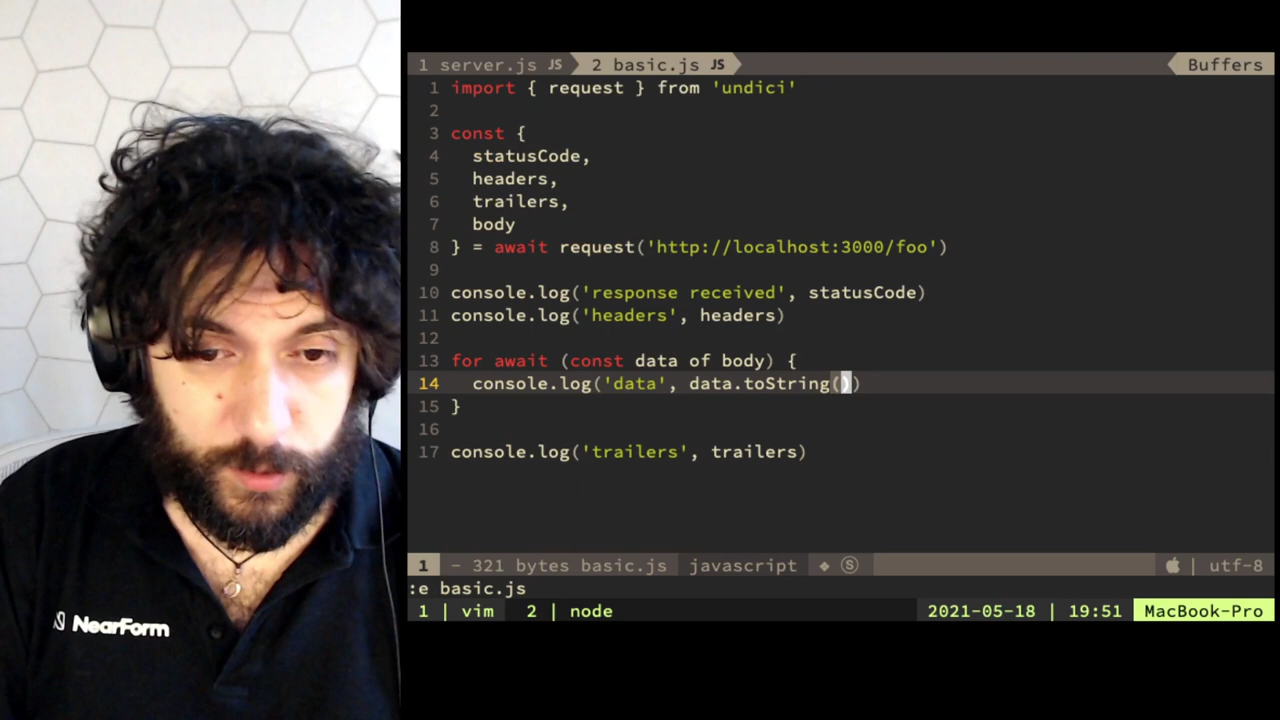 NearForm
1 server.js JS 2 basic.js JS Buffers
1 import { request } from 'undici'
2
3 const {
4 statusCode,
5 headers,
6 trailers,
7 body
8 } = await request('http://localhost:3000/foo')
9
10 console.log('response received', statusCode)
11 console.log('headers', headers)
12
13 for await (const data of body) {
14 console.log('data', data.toString())
15 }
16
17 console.log('trailers', trailers)
1 - 321 bytes basic.js javascript ◆ Ⓢ | utf-8
:e basic.js
1 | vim 2 | node 2021-05-18 | 19:51 MacBook-Pro